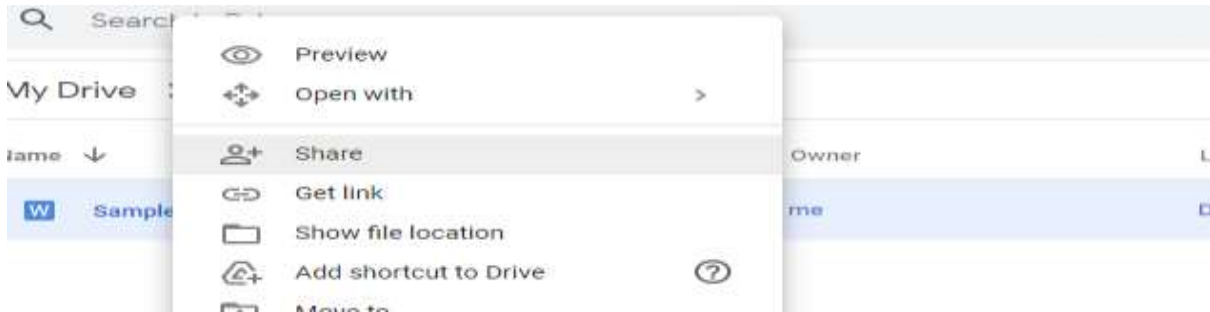 Search
Preview
My Drive
Open with
Name
Share
Owner
L
Get link
W
Sample
me
D
Show file location
Add shortcut to Drive
Move to